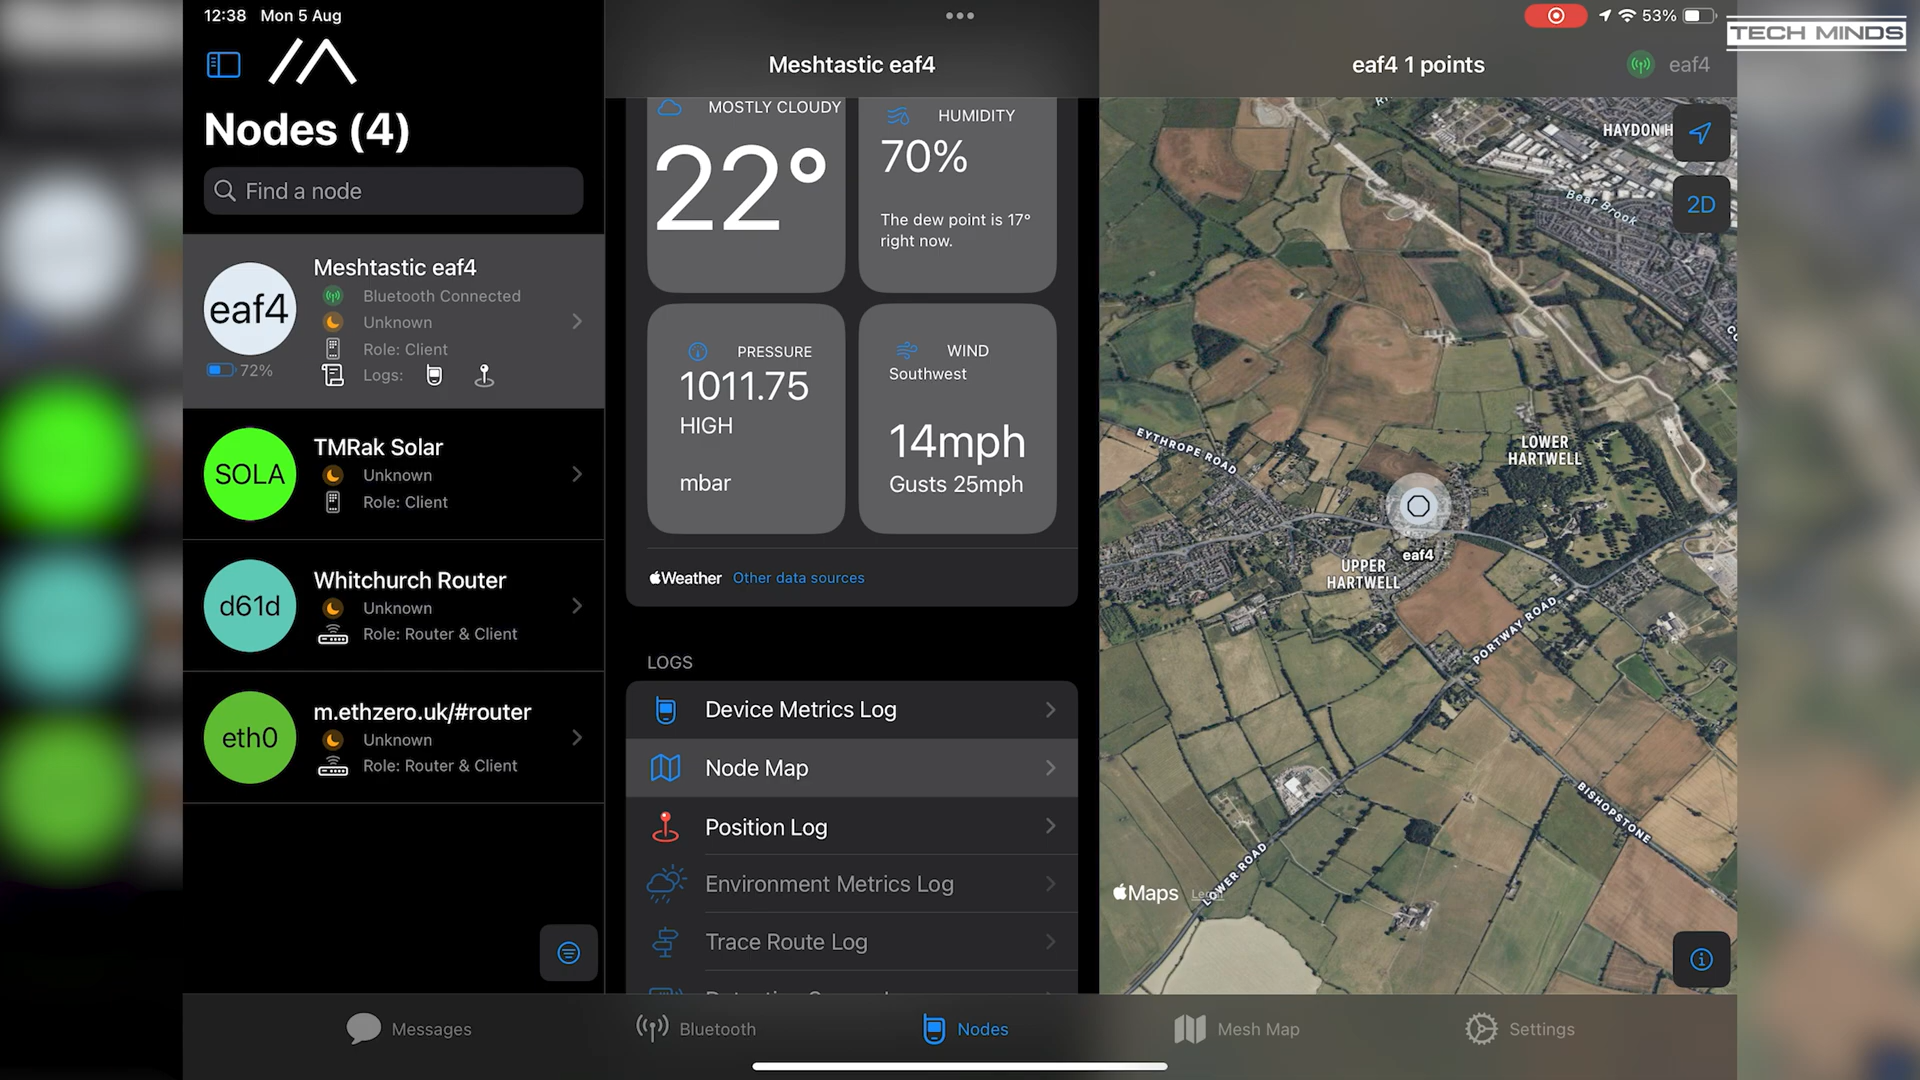 12:38 Mon 5 Aug
53%
TECH MINDS
Nodes (4)
Find a node
eaf4
Meshtastic eaf4
Bluetooth Connected
Unknown
Role: Client
72%
Logs:
SOLA
TMRak Solar
Unknown
Role: Client
d61d
Whitchurch Router
Unknown
Role: Router & Client
eth0
m.ethzero.uk/#router
Unknown
Role: Router & Client
Meshtastic eaf4
MOSTLY CLOUDY
22°
HUMIDITY
70%
The dew point is 17°
right now.
PRESSURE
1011.75
HIGH
mbar
WIND
Southwest
14mph
Gusts 25mph
Weather Other data sources
LOGS
Device Metrics Log
Node Map
Position Log
Environment Metrics Log
Trace Route Log
eaf4 1 points
eaf4
HAYDON H
2D
Bear Brook
EYTHROPE ROAD
LOWER
HARTWELL
eaf4
UPPER
HARTWELL
PORTWAY ROAD
BISHOPSTONE
LOWER ROAD
Maps
Legal
Messages
Bluetooth
Nodes
Mesh Map
Settings